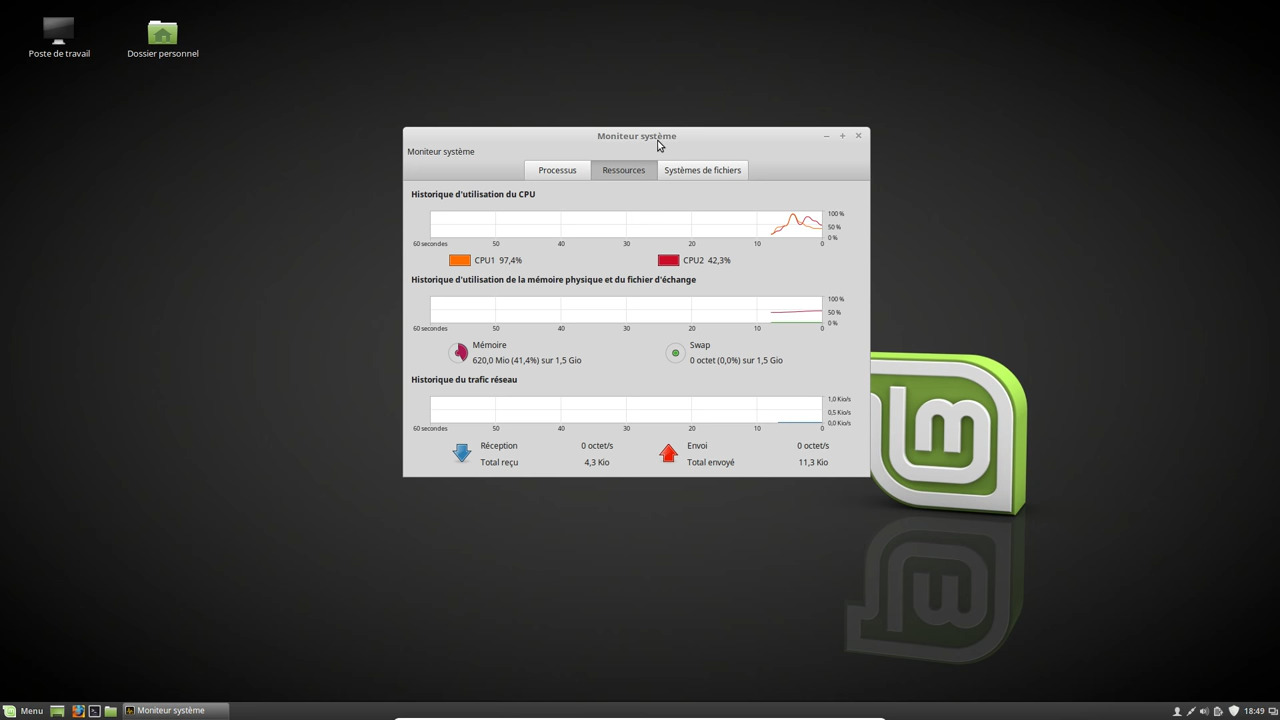 Poste de travail
Dossier personnel
Moniteur système
Moniteur système
Processus
Ressources
Systèmes de fichiers
Historique d'utilisation du CPU
100 %
50 %
0 %
60 secondes 50 40 30 20 10 0
CPU1 97,4%
CPU2 42,3%
Historique d'utilisation de la mémoire physique et du fichier d'échange
100 %
50 %
0 %
60 secondes 50 40 30 20 10 0
Mémoire
620,0 Mio (41,4%) sur 1,5 Gio
Swap
0 octet (0,0%) sur 1,5 Gio
Historique du trafic réseau
1,0 Kio/s
0,5 Kio/s
0,0 Kio/s
60 secondes 50 40 30 20 10 0
Réception 0 octet/s
Total reçu 4,3 Kio
Envoi 0 octet/s
Total envoyé 11,3 Kio
Menu
Moniteur système
18:49